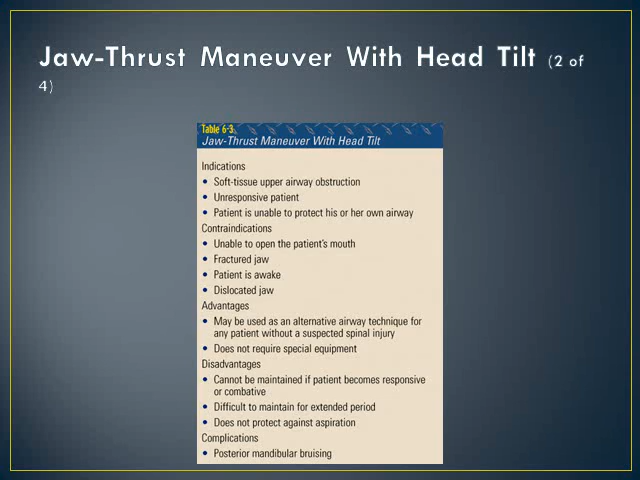 Jaw-Thrust Maneuver With Head Tilt (2 of
4)
Table 6-3
Jaw-Thrust Maneuver With Head Tilt
Indications
• Soft-tissue upper airway obstruction
• Unresponsive patient
• Patient is unable to protect his or her own airway
Contraindications
• Unable to open the patient's mouth
• Fractured jaw
• Patient is awake
• Dislocated jaw
Advantages
• May be used as an alternative airway technique for
any patient without a suspected spinal injury
• Does not require special equipment
Disadvantages
• Cannot be maintained if patient becomes responsive
or combative
• Difficult to maintain for extended period
• Does not protect against aspiration
Complications
• Posterior mandibular bruising